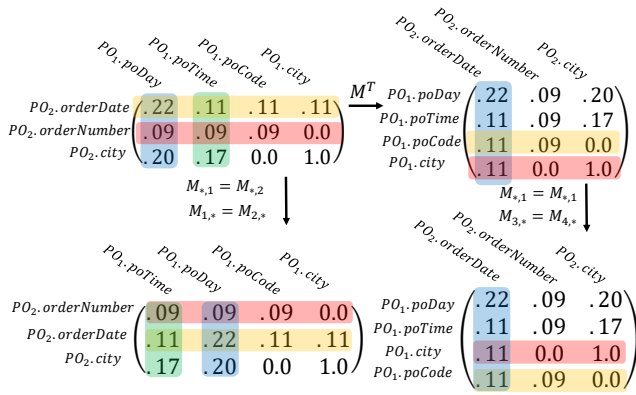 PO₁.poDay PO₁.poTime PO₁.poCode PO₁.city
PO₂.orderDate .22 .11 .11 .11
PO₂.orderNumber .09 .09 .09 0.0
PO₂.city .20 .17 0.0 1.0
Mᵀ
PO₂.orderDate PO₂.orderNumber PO₂.city
PO₁.poDay .22 .09 .20
PO₁.poTime .11 .09 .17
PO₁.poCode .11 .09 0.0
PO₁.city .11 0.0 1.0
M*,₁ = M*,₂
M₁,* = M₂,*
M*,₁ = M*,₁
M₃,* = M₄,*
PO₁.poTime PO₁.poDay PO₁.poCode PO₁.city
PO₂.orderNumber .09 .09 .09 0.0
PO₂.orderDate .11 .22 .11 .11
PO₂.city .17 .20 0.0 1.0
PO₂.orderDate PO₂.orderNumber PO₂.city
PO₁.poDay .22 .09 .20
PO₁.poTime .11 .09 .17
PO₁.city .11 0.0 1.0
PO₁.poCode .11 .09 0.0